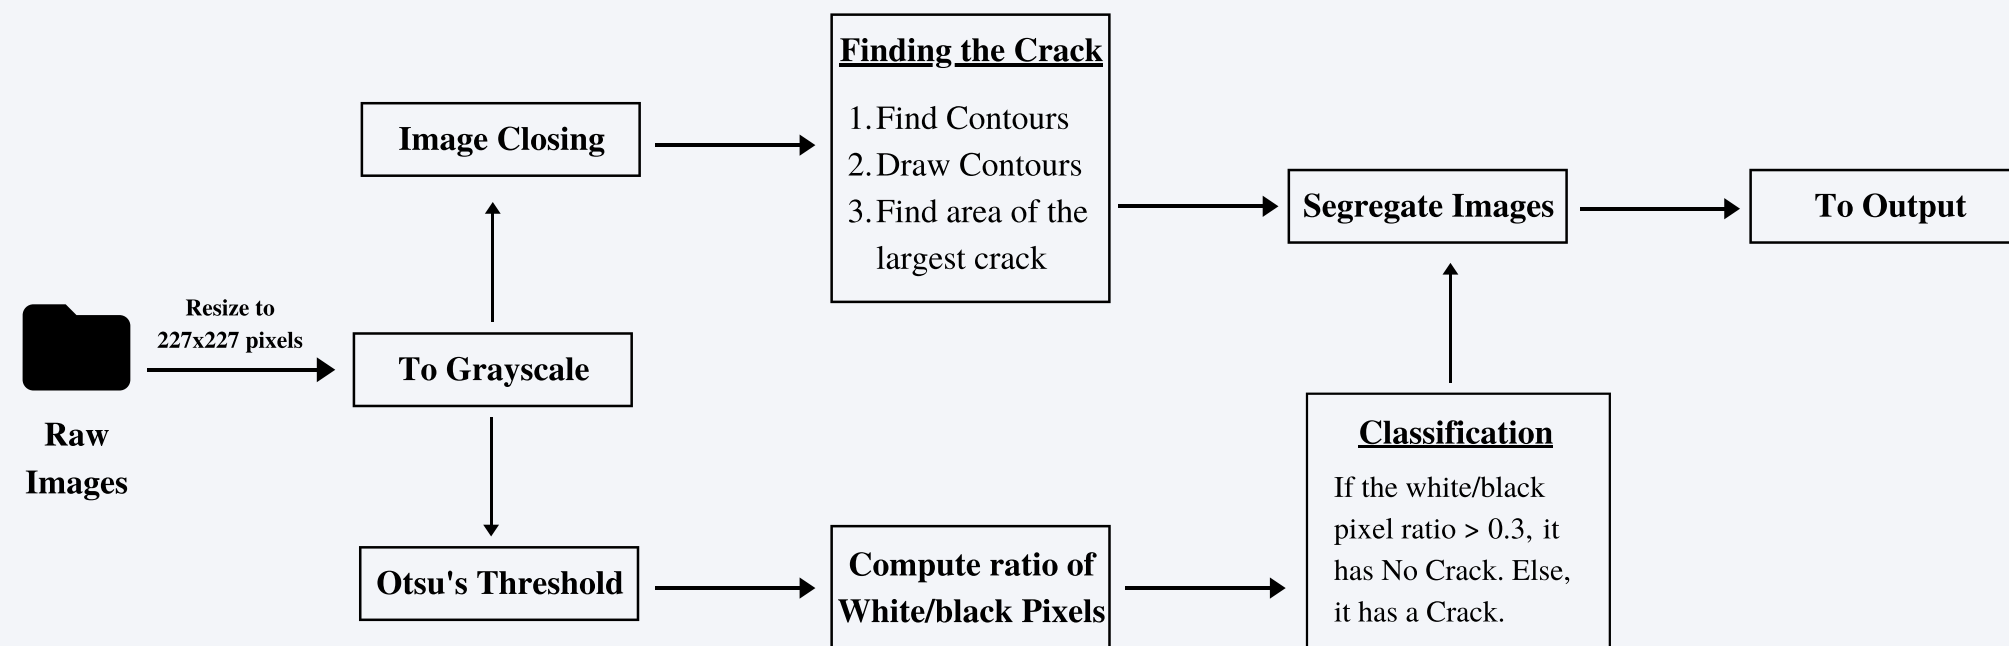 Finding the Crack
1. Find Contours
2. Draw Contours
3. Find area of the
largest crack
Image Closing
Segregate Images
To Output
Resize to
227x227 pixels
To Grayscale
Raw
Images
Classification
If the white/black
pixel ratio > 0.3, it
has No Crack. Else,
it has a Crack.
Otsu's Threshold
Compute ratio of
White/black Pixels